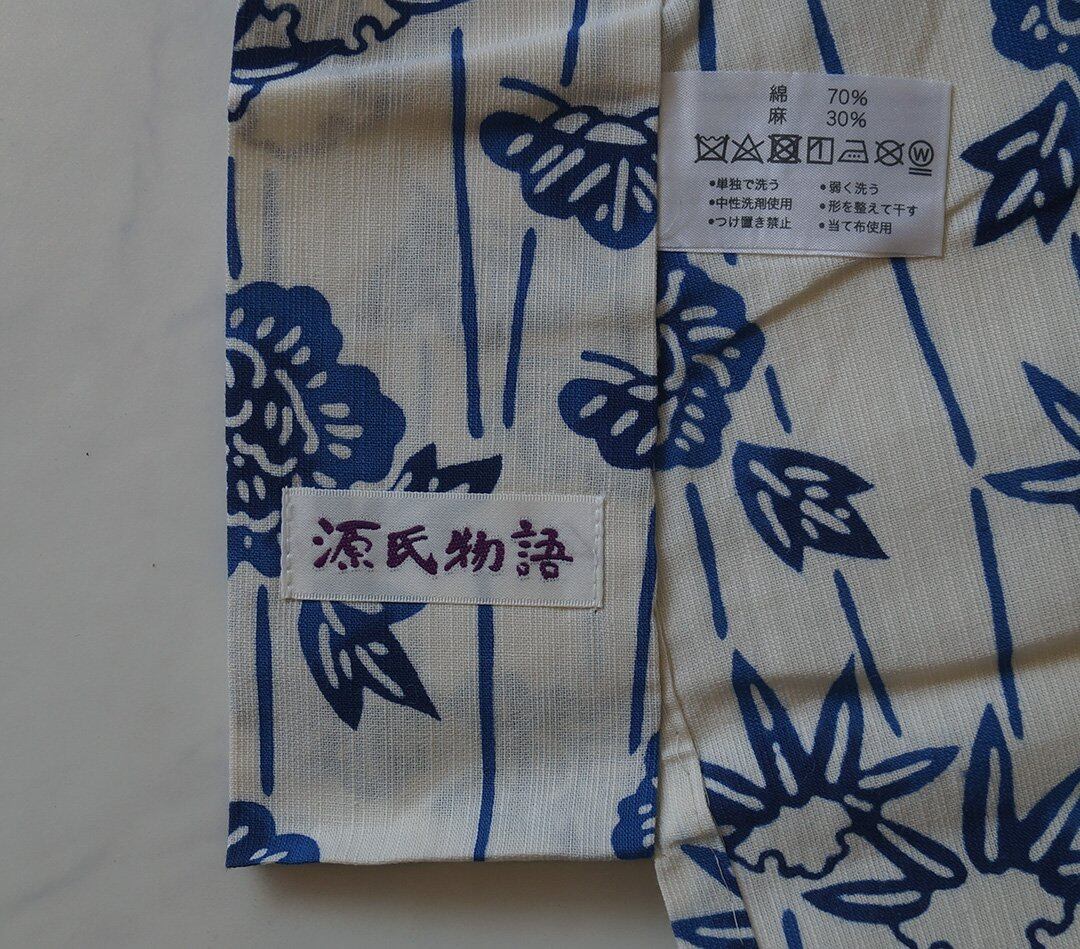 綿 70%
麻 30%
W
•単独で洗う
•中性洗剤使用
•つけ置き禁止
•弱く洗う
•形を整えて干す
•当て布使用
源氏物語